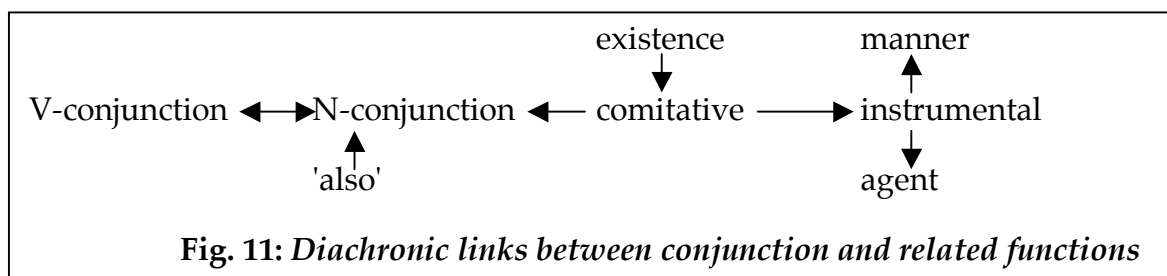 existence manner
V-conjunction N-conjunction comitative instrumental
'also' agent
Fig. 11: Diachronic links between conjunction and related functions